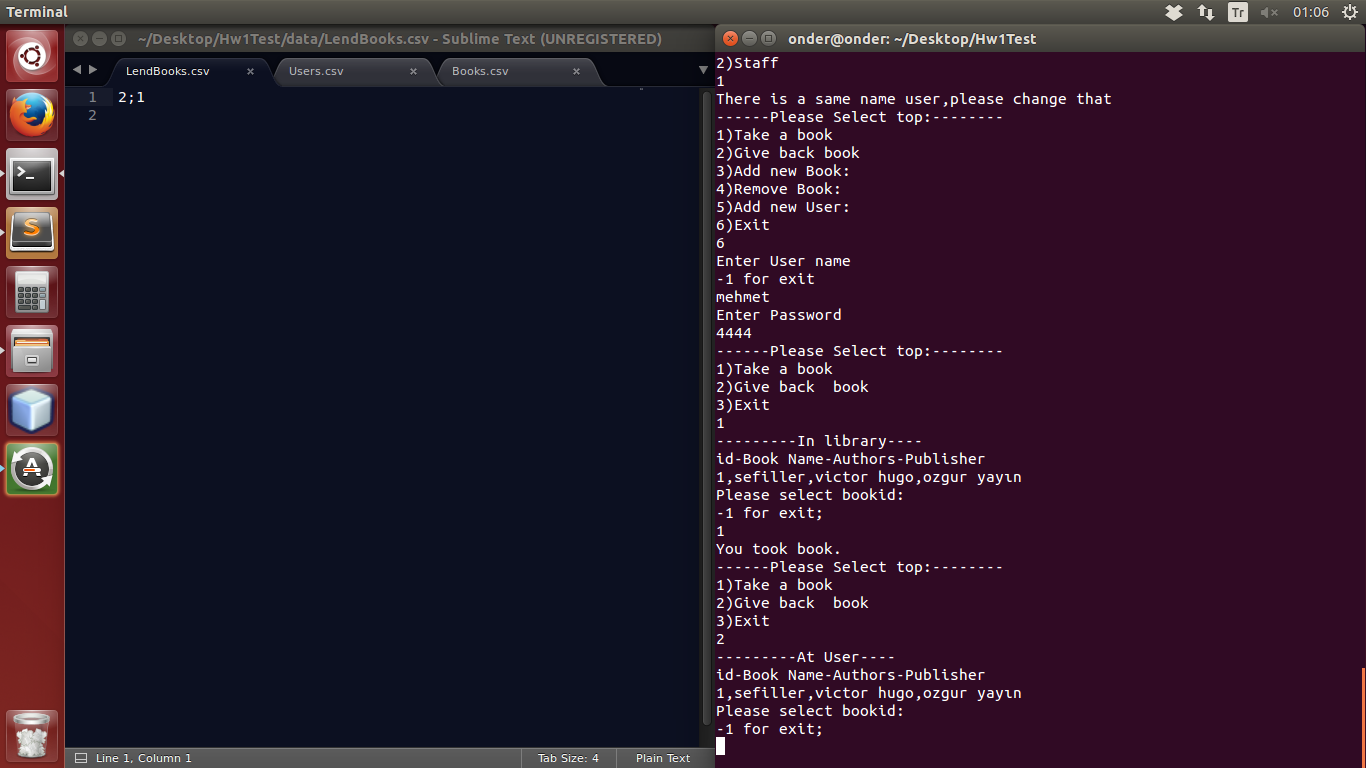 Terminal
Tr
01:06
~/Desktop/Hw1Test/data/LendBooks.csv - Sublime Text (UNREGISTERED)
LendBooks.csv
Users.csv
Books.csv
1 2;1
2
Line 1, Column 1
Tab Size: 4
Plain Text
onder@onder: ~/Desktop/Hw1Test
2)Staff
1
There is a same name user,please change that
------Please Select top:--------
1)Take a book
2)Give back book
3)Add new Book:
4)Remove Book:
5)Add new User:
6)Exit
6
Enter User name
-1 for exit
mehmet
Enter Password
4444
------Please Select top:--------
1)Take a book
2)Give back  book
3)Exit
1
---------In library----
id-Book Name-Authors-Publisher
1,sefiller,victor hugo,ozgur yayın
Please select bookid:
-1 for exit;
1
You took book.
------Please Select top:--------
1)Take a book
2)Give back  book
3)Exit
2
---------At User----
id-Book Name-Authors-Publisher
1,sefiller,victor hugo,ozgur yayın
Please select bookid:
-1 for exit;